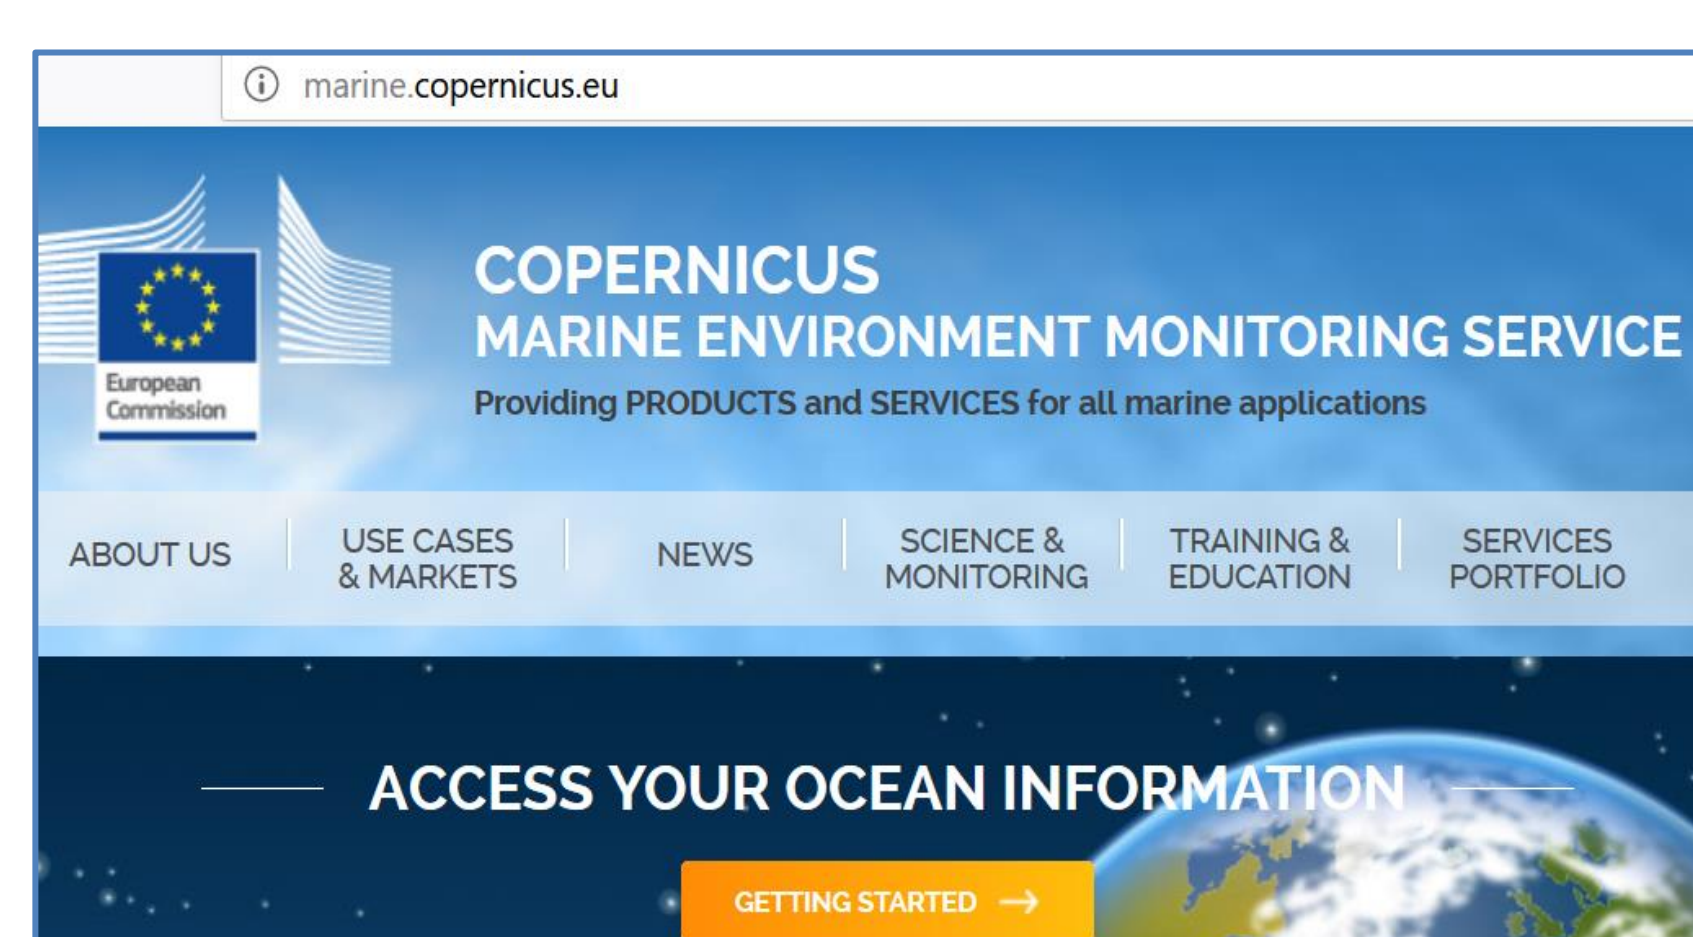 marine.copernicus.eu
COPERNICUS
MARINE ENVIRONMENT MONITORING SERVICE
European
Commission
Providing PRODUCTS and SERVICES for all marine applications
ABOUT US
USE CASES
& MARKETS
NEWS
SCIENCE &
MONITORING
TRAINING &
EDUCATION
SERVICES
PORTFOLIO
ACCESS YOUR OCEAN INFORMATION
GETTING STARTED →